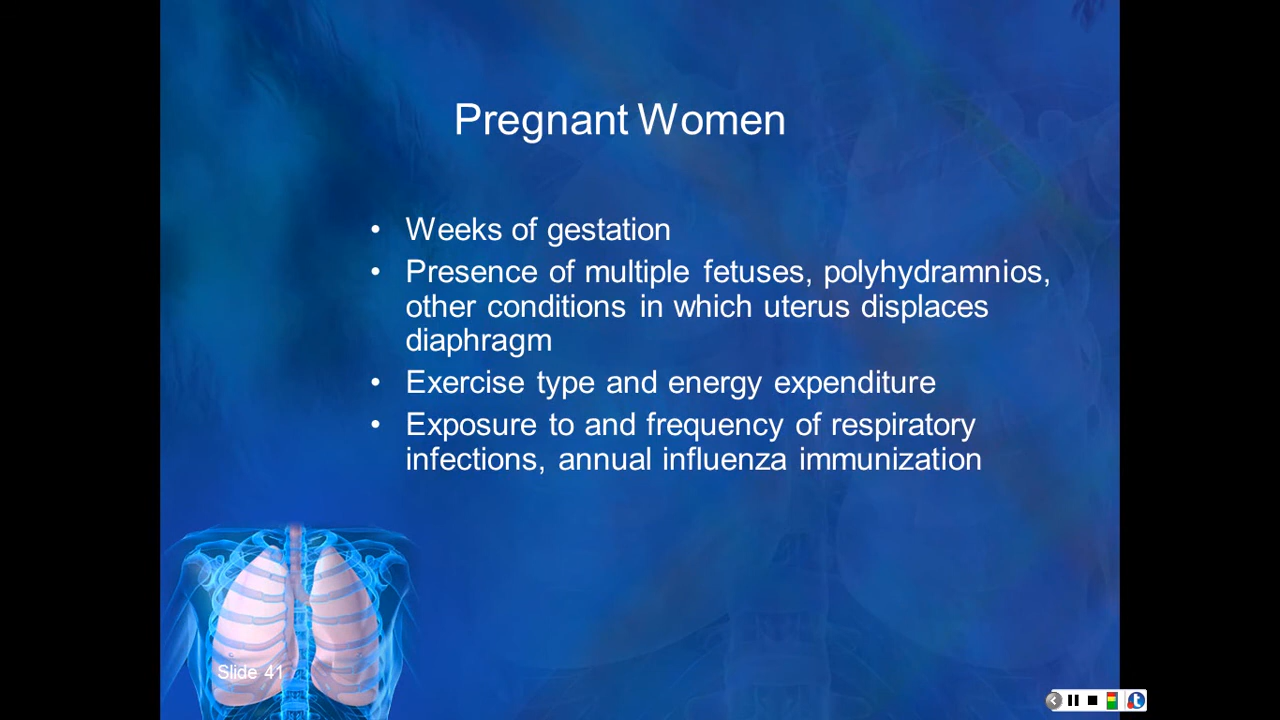 Pregnant Women
• Weeks of gestation
• Presence of multiple fetuses, polyhydramnios,
other conditions in which uterus displaces
diaphragm
• Exercise type and energy expenditure
• Exposure to and frequency of respiratory
infections, annual influenza immunization
Slide 41
t